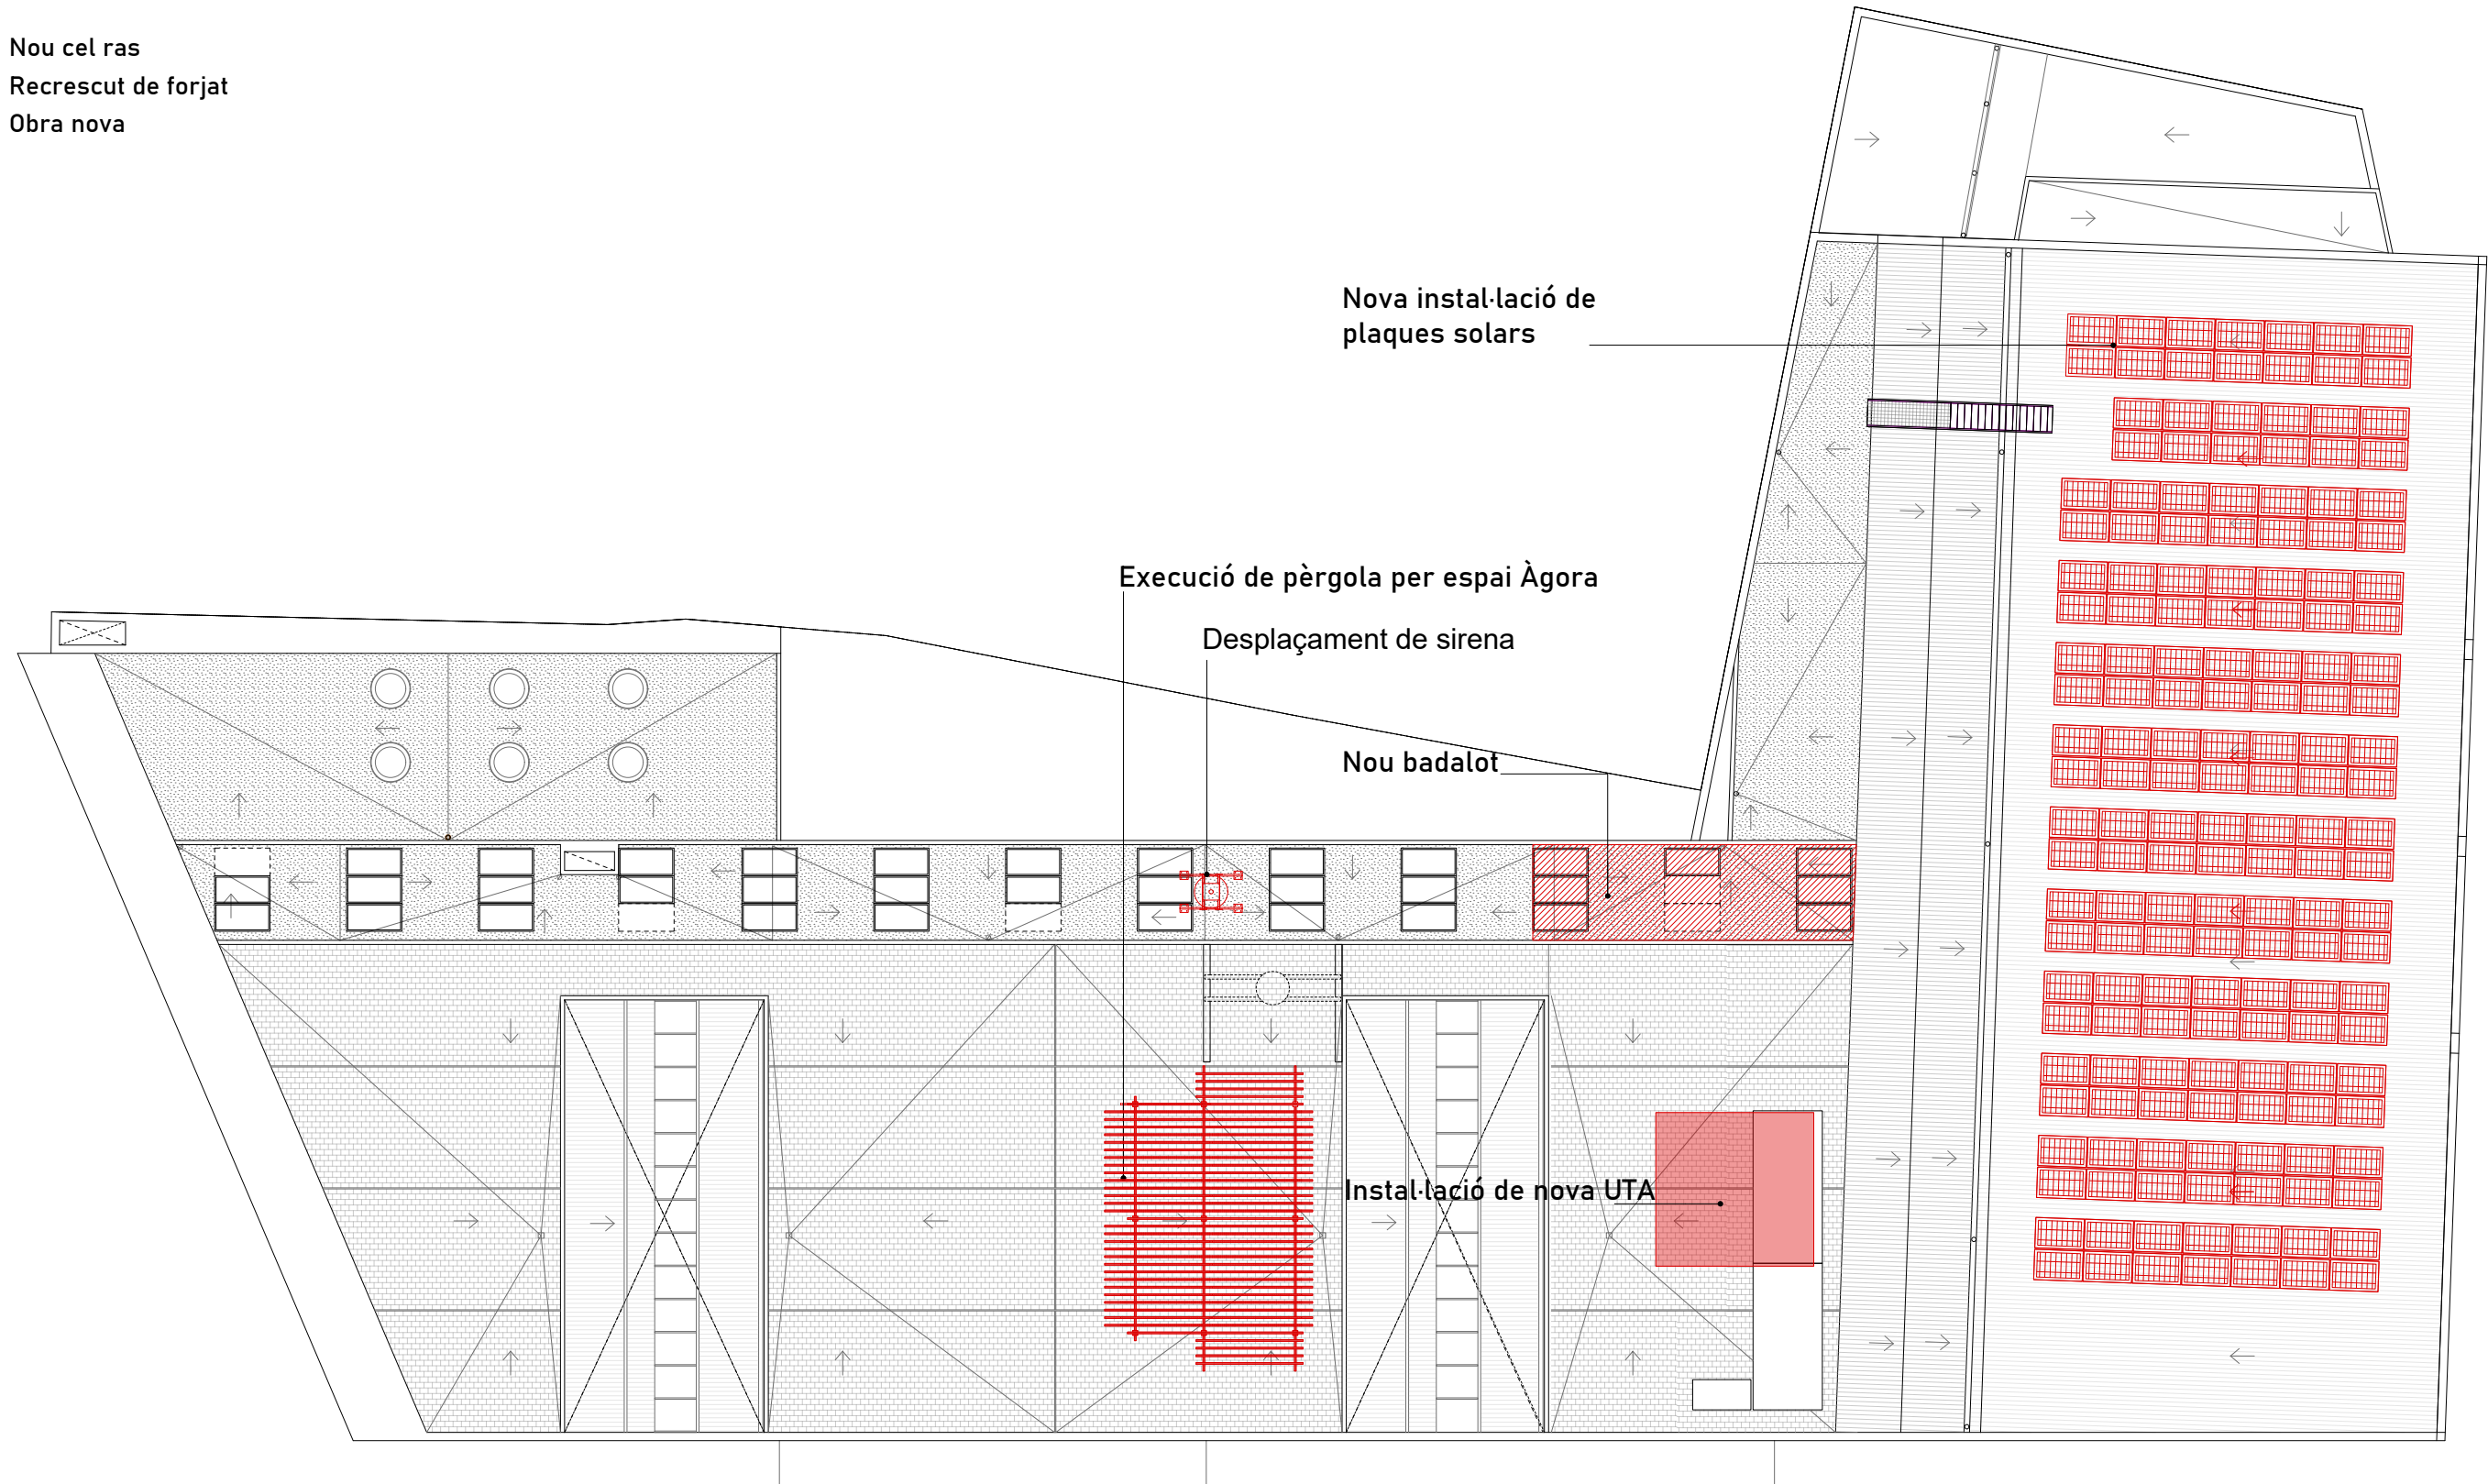 Nou cel ras
Recrescut de forjat
Obra nova
Nova instal·lació de
plaques solars
Execució de pèrgola per espai Àgora
Desplaçament de sirena
Nou badalot
Instal·lació de nova UTA